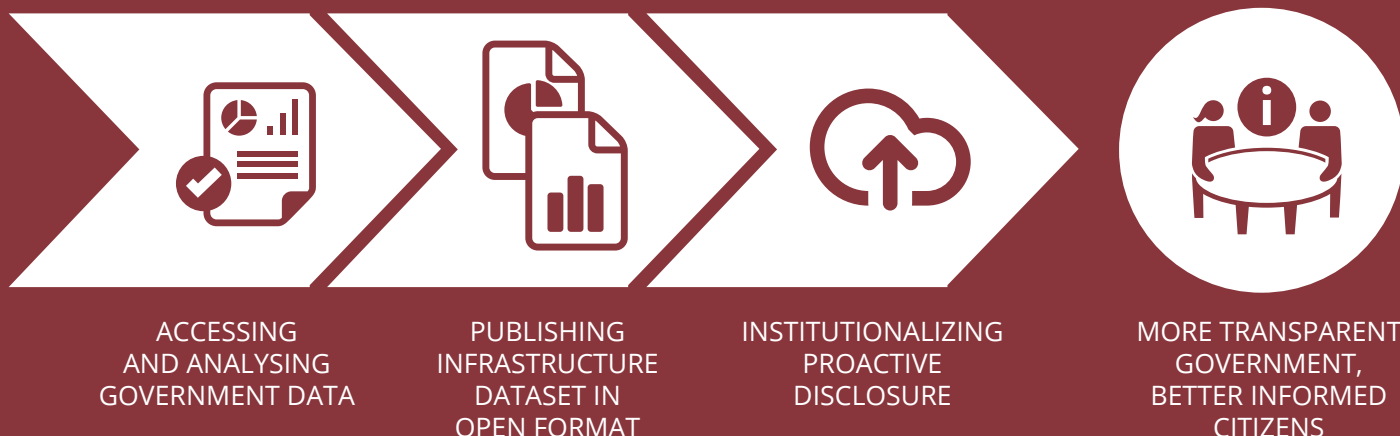 i
ACCESSING
AND ANALYSING
GOVERNMENT DATA
PUBLISHING
INFRASTRUCTURE
DATASET IN
OPEN FORMAT
INSTITUTIONALIZING
PROACTIVE
DISCLOSURE
MORE TRANSPARENT
GOVERNMENT,
BETTER INFORMED
CITIZENS